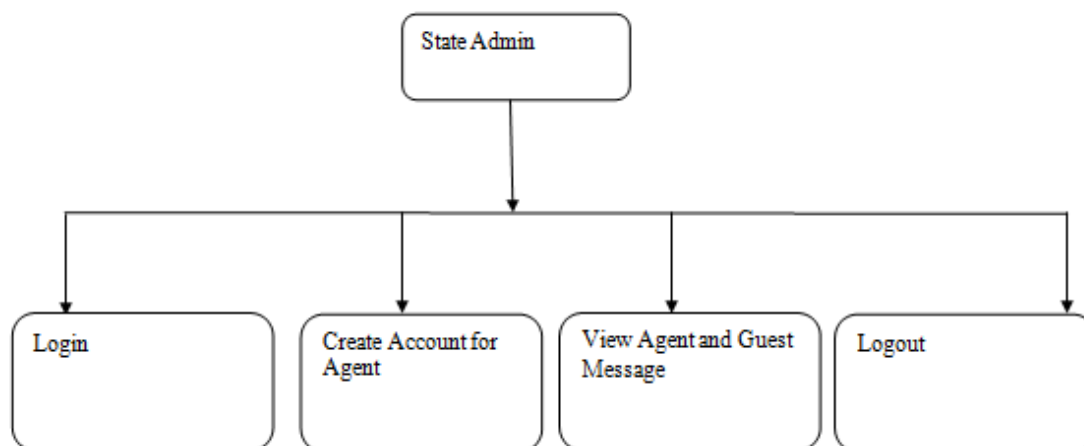 State Admin
Login
Create Account for
Agent
View Agent and Guest
Message
Logout